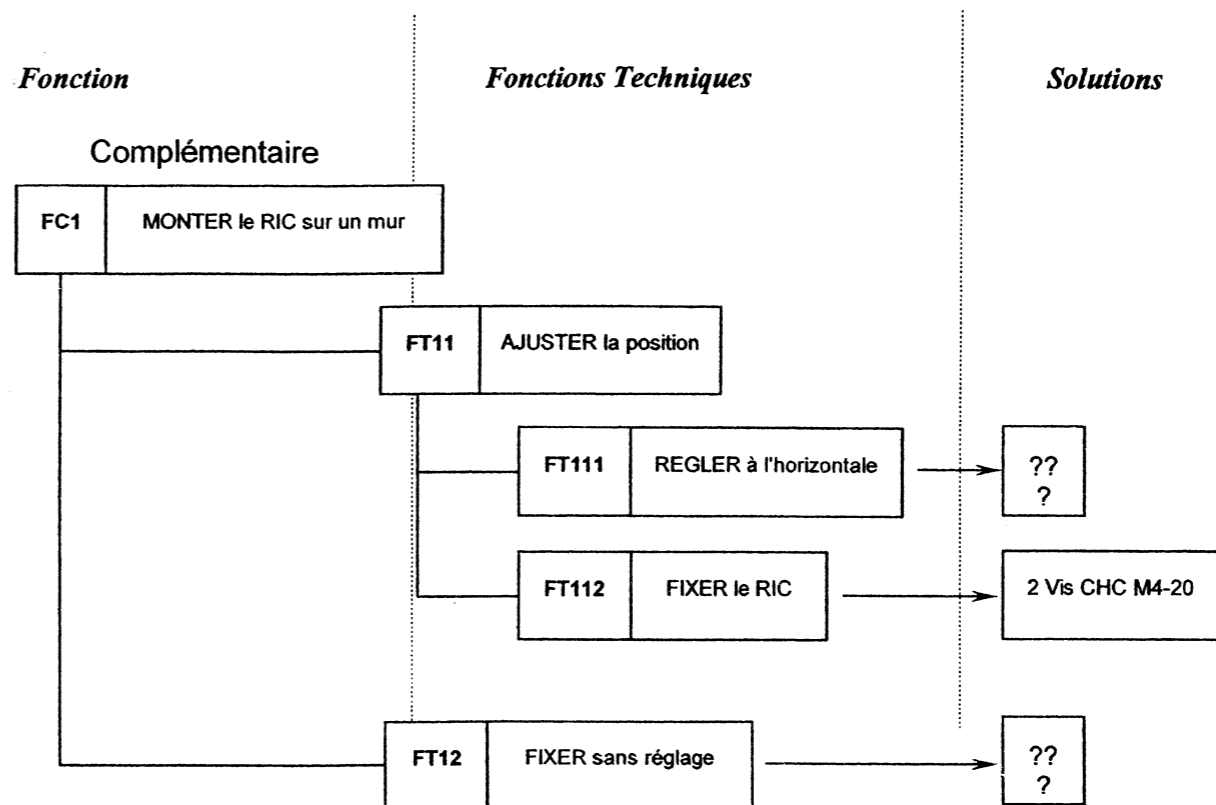 Fonction
Fonctions Techniques
Solutions
Complémentaire
FC1 MONTER le RIC sur un mur
FT11 AJUSTER la position
FT111 REGLER à l'horizontale
??
?
FT112 FIXER le RIC
2 Vis CHC M4-20
FT12 FIXER sans réglage
??
?